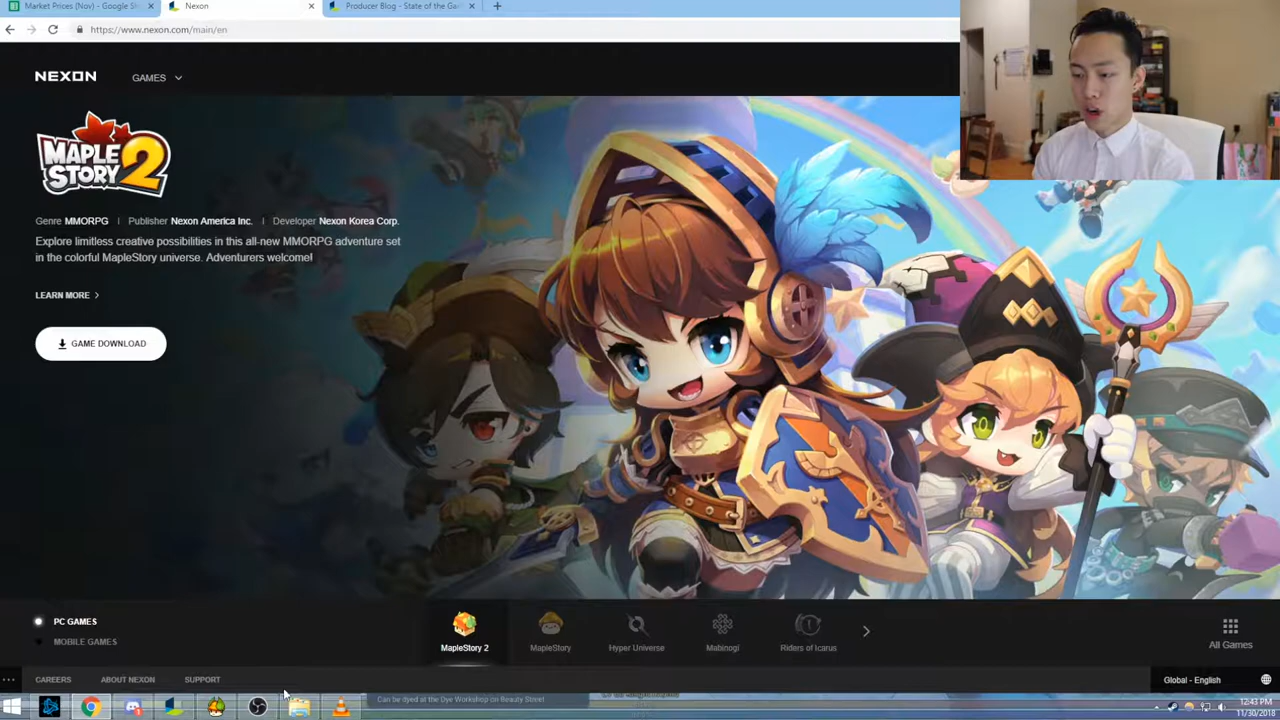 Market Prices (Nov) - Google Sh
Nexon
Producer Blog - State of the Gam
https://www.nexon.com/main/en
NEXON
GAMES
MAPLE
STORY 2
Genre MMORPG | Publisher Nexon America Inc. | Developer Nexon Korea Corp.
Explore limitless creative possibilities in this all-new MMORPG adventure set
in the colorful MapleStory universe. Adventurers welcome!
LEARN MORE
GAME DOWNLOAD
PC GAMES
MOBILE GAMES
MapleStory 2
MapleStory
Hyper Universe
Mabinogi
Riders of Icarus
All Games
CAREERS
ABOUT NEXON
SUPPORT
Global - English
Can be dyed at the Dye Workshop on Beauty Street
12:43 PM
11/30/2018